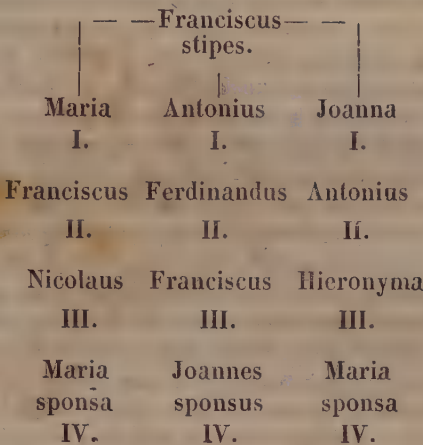 Franciscus
stipes.
Maria Antonius Joanna
I. I. I.
Franciscus Ferdinandus Antonius
II. II. II.
Nicolaus Franciscus Hieronyma
III. III. III.
Maria Joannes Maria
sponsa sponsus sponsa
IV. IV. IV.